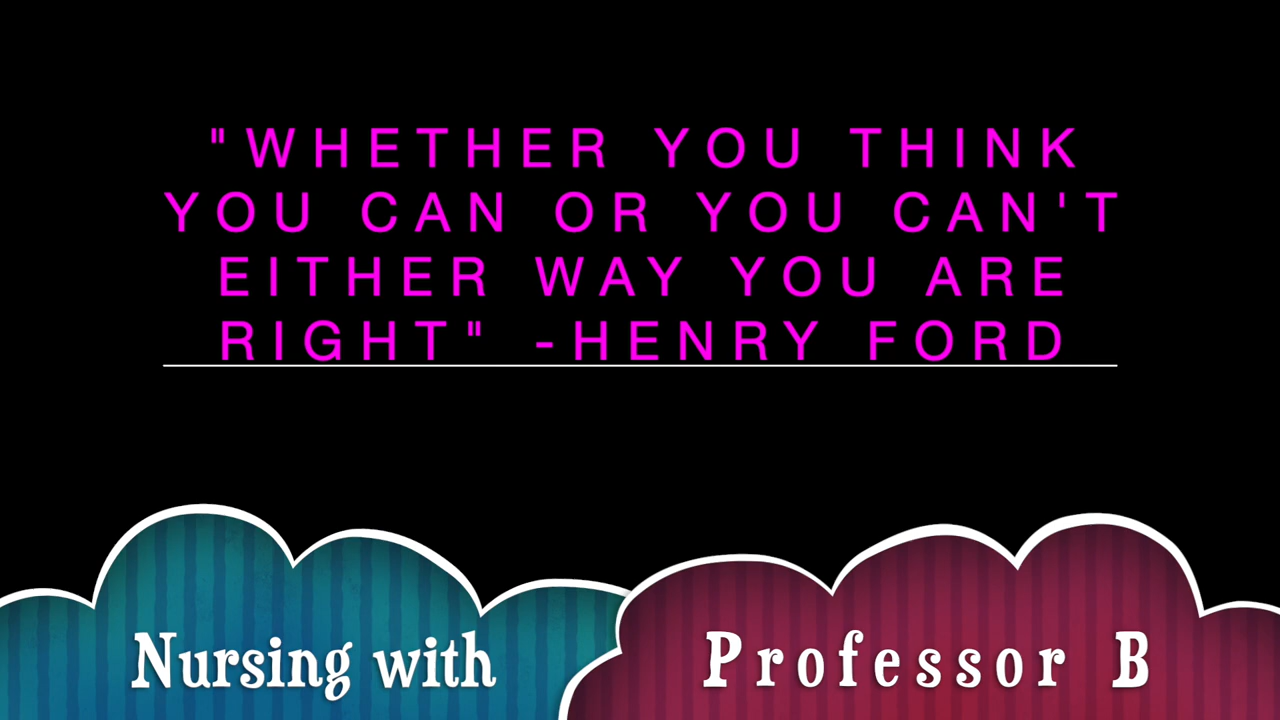 "WHETHER YOU THINK
YOU CAN OR YOU CAN'T
EITHER WAY YOU ARE
RIGHT" -HENRY FORD
Nursing with
Professor B